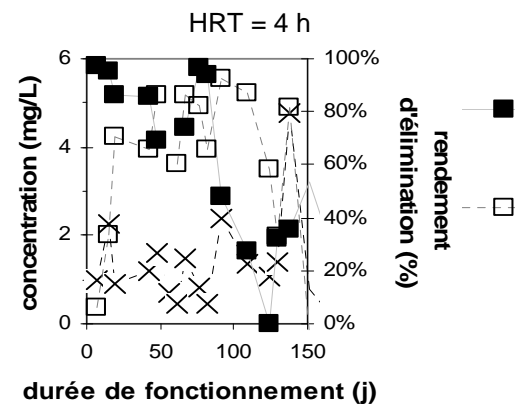 HRT = 4 h
concentration (mg/L)
6
4
2
0
100%
80%
60%
40%
20%
0%
0
50
100
150
durée de fonctionnement (j)
rendement
d'élimination (%)